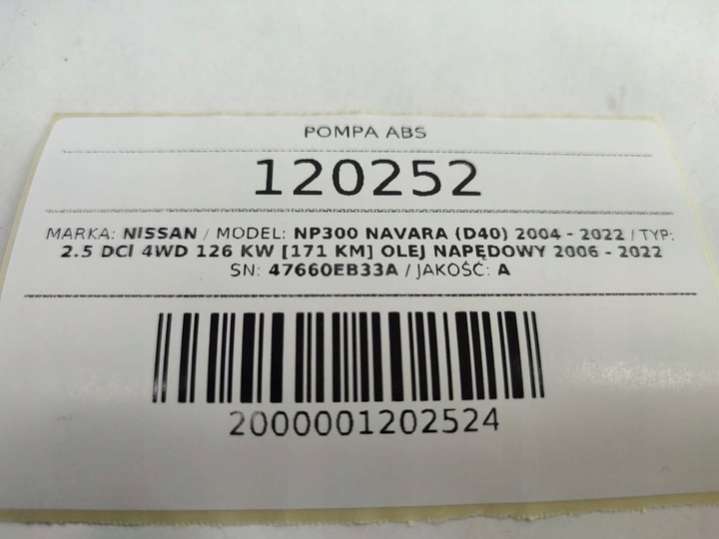 POMPA ABS
120252
MARKA: NISSAN / MODEL: NP300 NAVARA (D40) 2004 - 2022 / TYP:
2.5 DCI 4WD 126 KW [171 KM] OLEJ NAPĘDOWY 2006 - 2022
SN: 47660EB33A / JAKOŚĆ: A
2000001202524